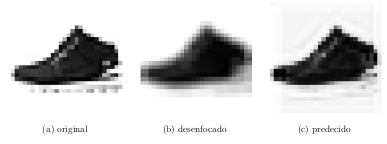 (a) original
(b) desenfocado
(c) predecido